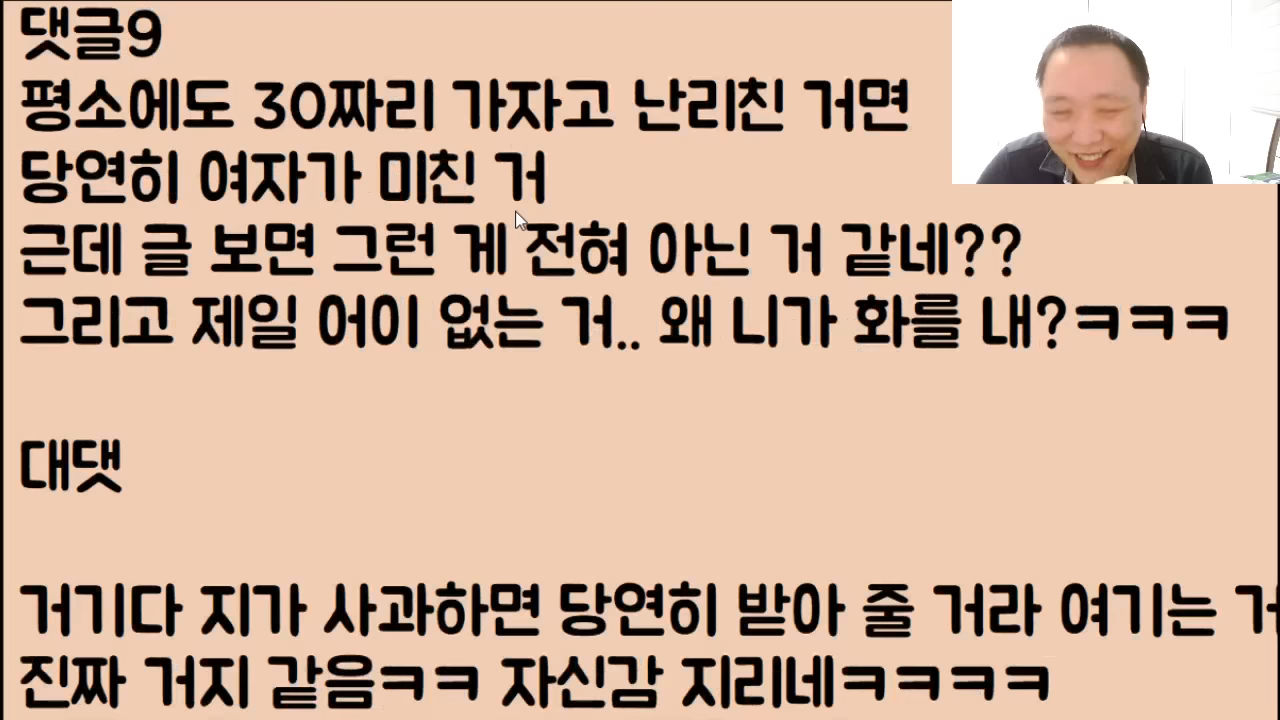 댓글9
평소에도 30짜리 가자고 난리친 거면
당연히 여자가 미친 거
근데 글 보면 그런 게 전혀 아닌 거 같네??
그리고 제일 어이 없는 거.. 왜 니가 화를 내?ㅋㅋㅋ
대댓
거기다 지가 사과하면 당연히 받아 줄 거라 여기는
진짜 거지 같음ㅋㅋ 자신감 지리네ㅋㅋㅋㅋ